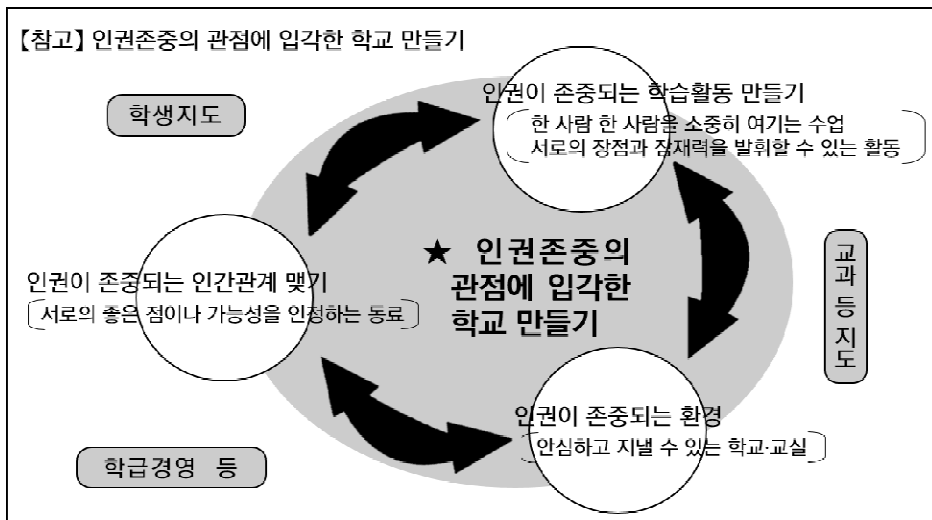 【참고】 인권존중의 관점에 입각한 학교 만들기
학생지도
인권이 존중되는 학습활동 만들기
한 사람 한 사람을 소중히 여기는 수업
서로의 장점과 잠재력을 발휘할 수 있는 활동
★ 인권존중의
관점에 입각한
학교 만들기
인권이 존중되는 인간관계 맺기
서로의 좋은 점이나 가능성을 인정하는 동료
교과 등 지도
인권이 존중되는 환경
안심하고 지낼 수 있는 학교·교실
학급경영 등